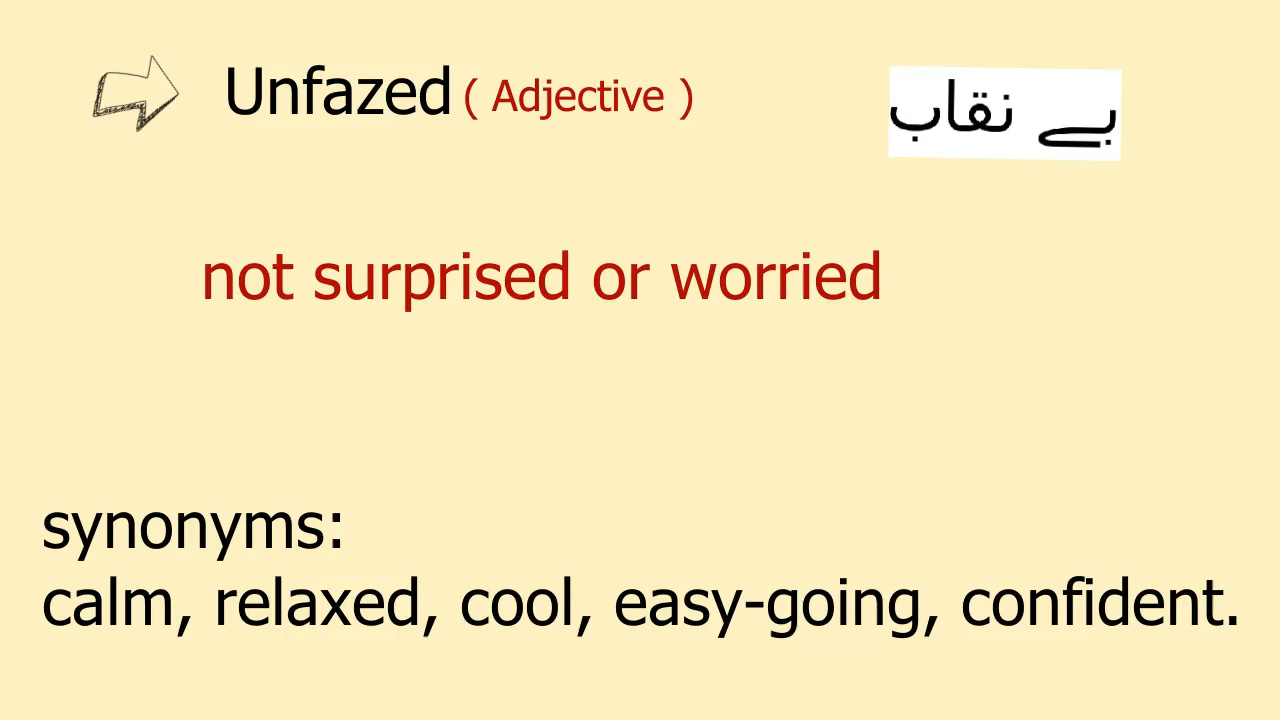 Unfazed ( Adjective ) بے نقاب
not surprised or worried
synonyms:
calm, relaxed, cool, easy-going, confident.